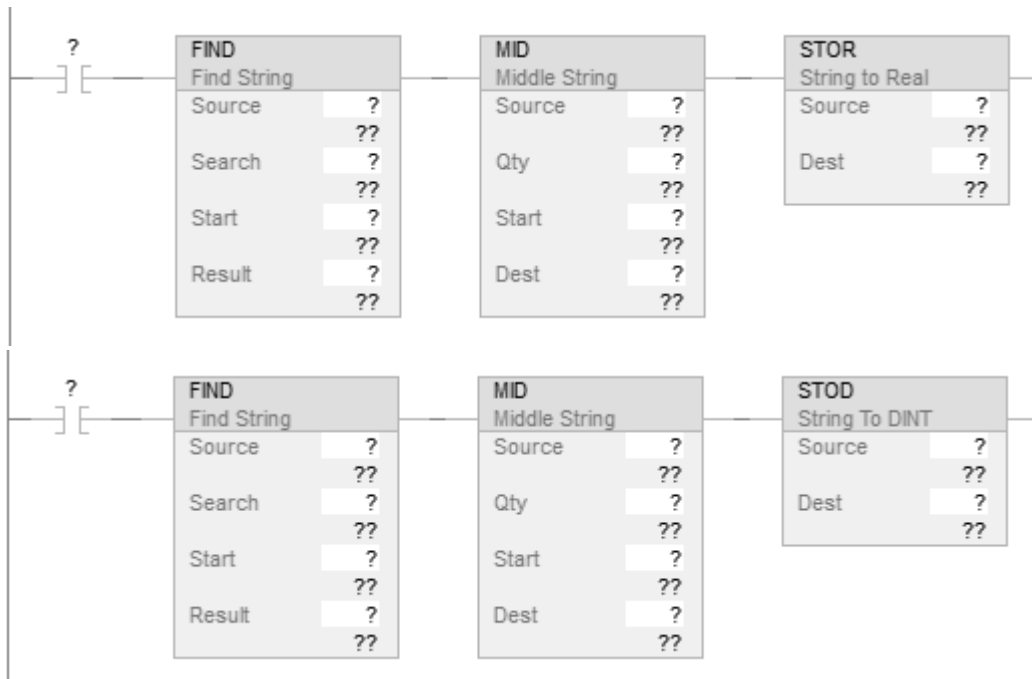 ?
FIND MID STOR
Find String Middle String String to Real
Source ? Source ? Source ?
?? ?? ??
Search ? Qty ? Dest ?
?? ?? ??
Start ? Start ?
?? ??
Result ? Dest ?
?? ??
?
FIND MID STOD
Find String Middle String String To DINT
Source ? Source ? Source ?
?? ?? ??
Search ? Qty ? Dest ?
?? ?? ??
Start ? Start ?
?? ??
Result ? Dest ?
?? ??